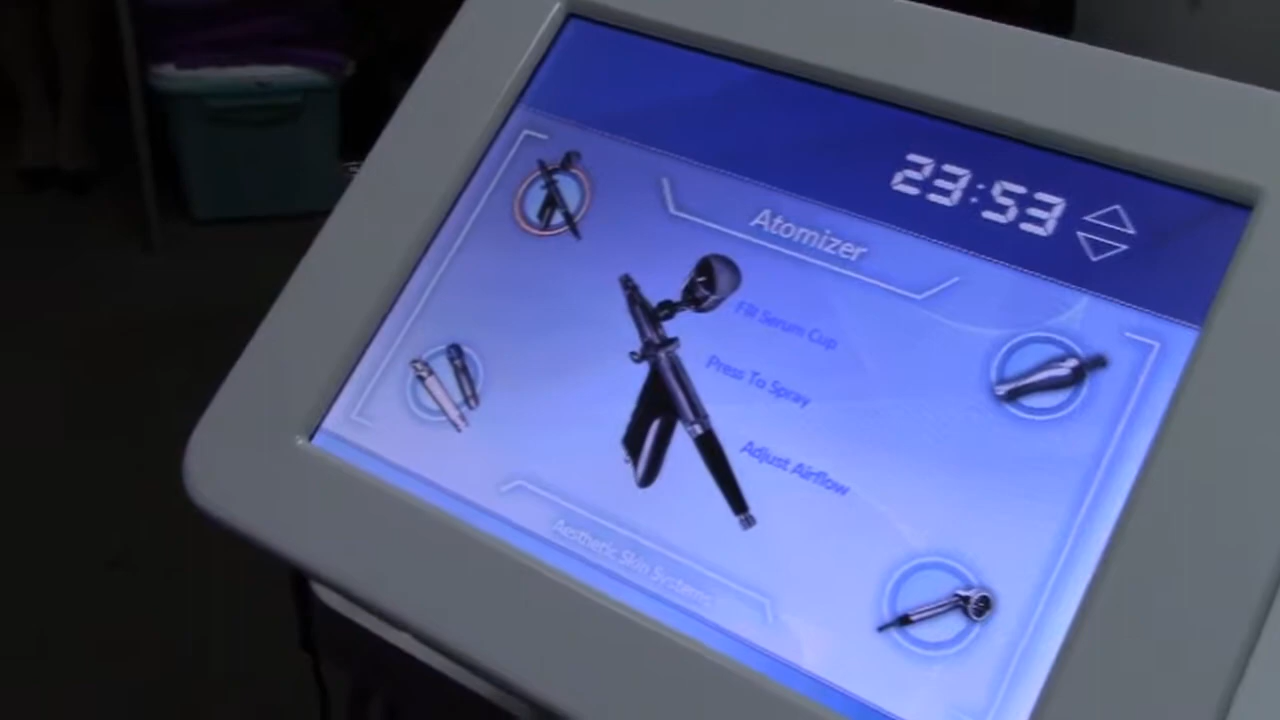 23:53
Atomizer
Fill Serum Cup
Press To Spray
Adjust Airflow
Aesthetic Skin Systems